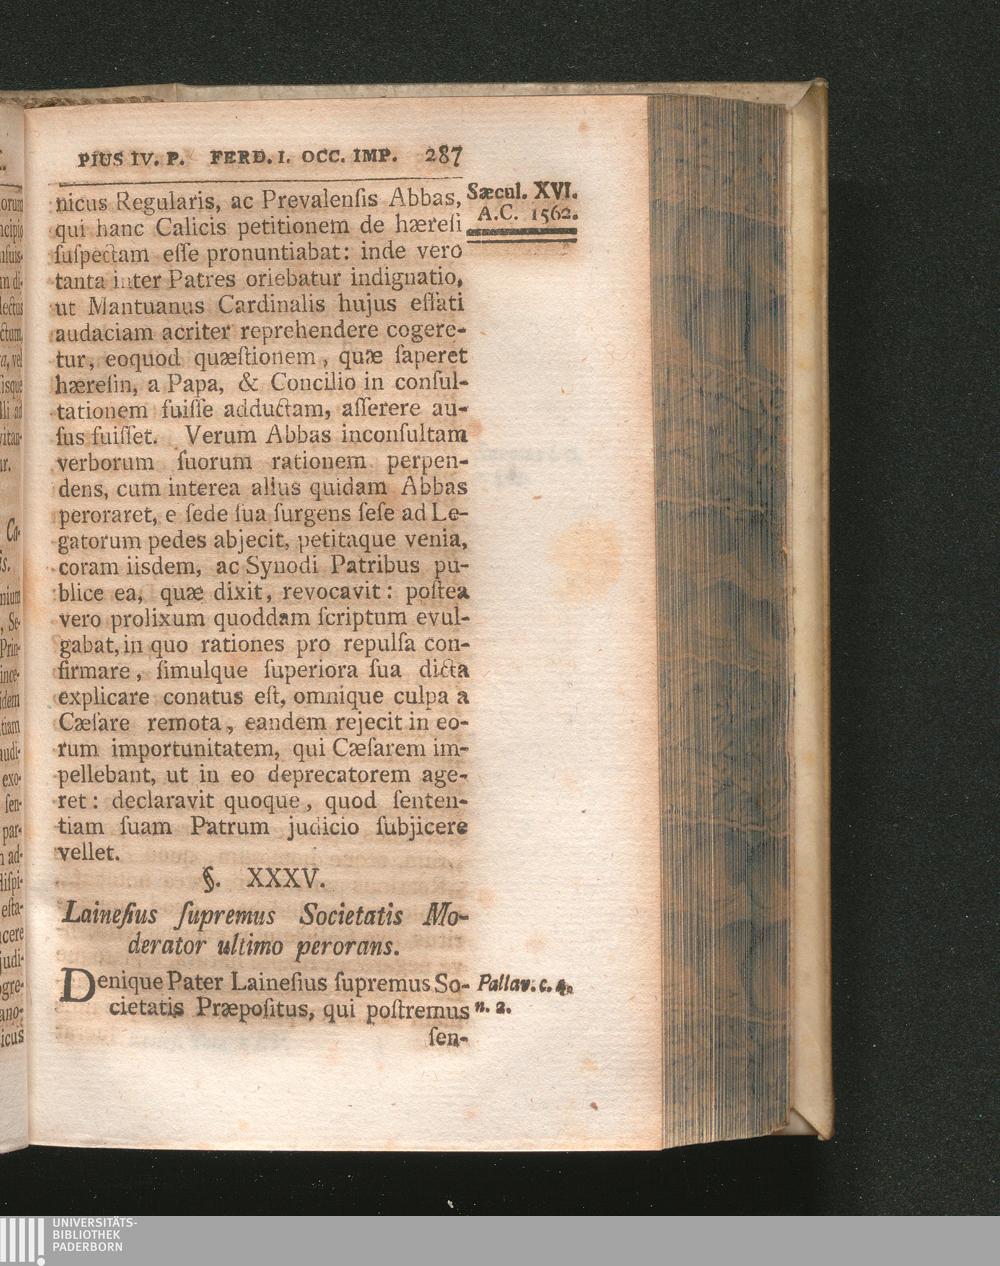 PIUS IV. P. FERD. I. OCC. IMP. 287
Sæcul. XVI.
A.C. 1562.
nicus Regularis, ac Prevalenſis Abbas,
qui hanc Calicis petitionem de hæreſi
ſuſpectam eſſe pronuntiabat: inde vero
tanta inter Patres oriebatur indignatio,
ut Mantuanus Cardinalis hujus effati
audaciam acriter reprehendere cogere-
tur, eoquod quæſtionem, quæ ſaperet
hæreſin, a Papa, & Concilio in conſul-
tationem fuiſſe adductam, aſſerere au-
ſus fuiſſet. Verum Abbas inconſultam
verborum ſuorum rationem perpen-
dens, cum interea alius quidam Abbas
peroraret, e ſede ſua ſurgens ſeſe ad Le-
gatorum pedes abjecit, petitaque venia,
coram iisdem, ac Synodi Patribus pu-
blice ea, quæ dixit, revocavit: poſtea
vero prolixum quoddam ſcriptum evul-
gabat, in quo rationes pro repulſa con-
firmare, ſimulque ſuperiora ſua dicta
explicare conatus eſt, omnique culpa a
Cæſare remota, eandem rejecit in eo-
rum importunitatem, qui Cæſarem im-
pellebant, ut in eo deprecatorem age-
ret: declaravit quoque, quod ſenten-
tiam ſuam Patrum judicio ſubjicere
vellet.
§. XXXV.
Laineſius ſupremus Societatis Mo-
derator ultimo perorans.
Denique Pater Laineſius ſupremus So-
cietatis Præpoſitus, qui poſtremus
Pallav. c. 4.
n. 2.
ſen-
UNIVERSITÄTS-
BIBLIOTHEK
PADERBORN